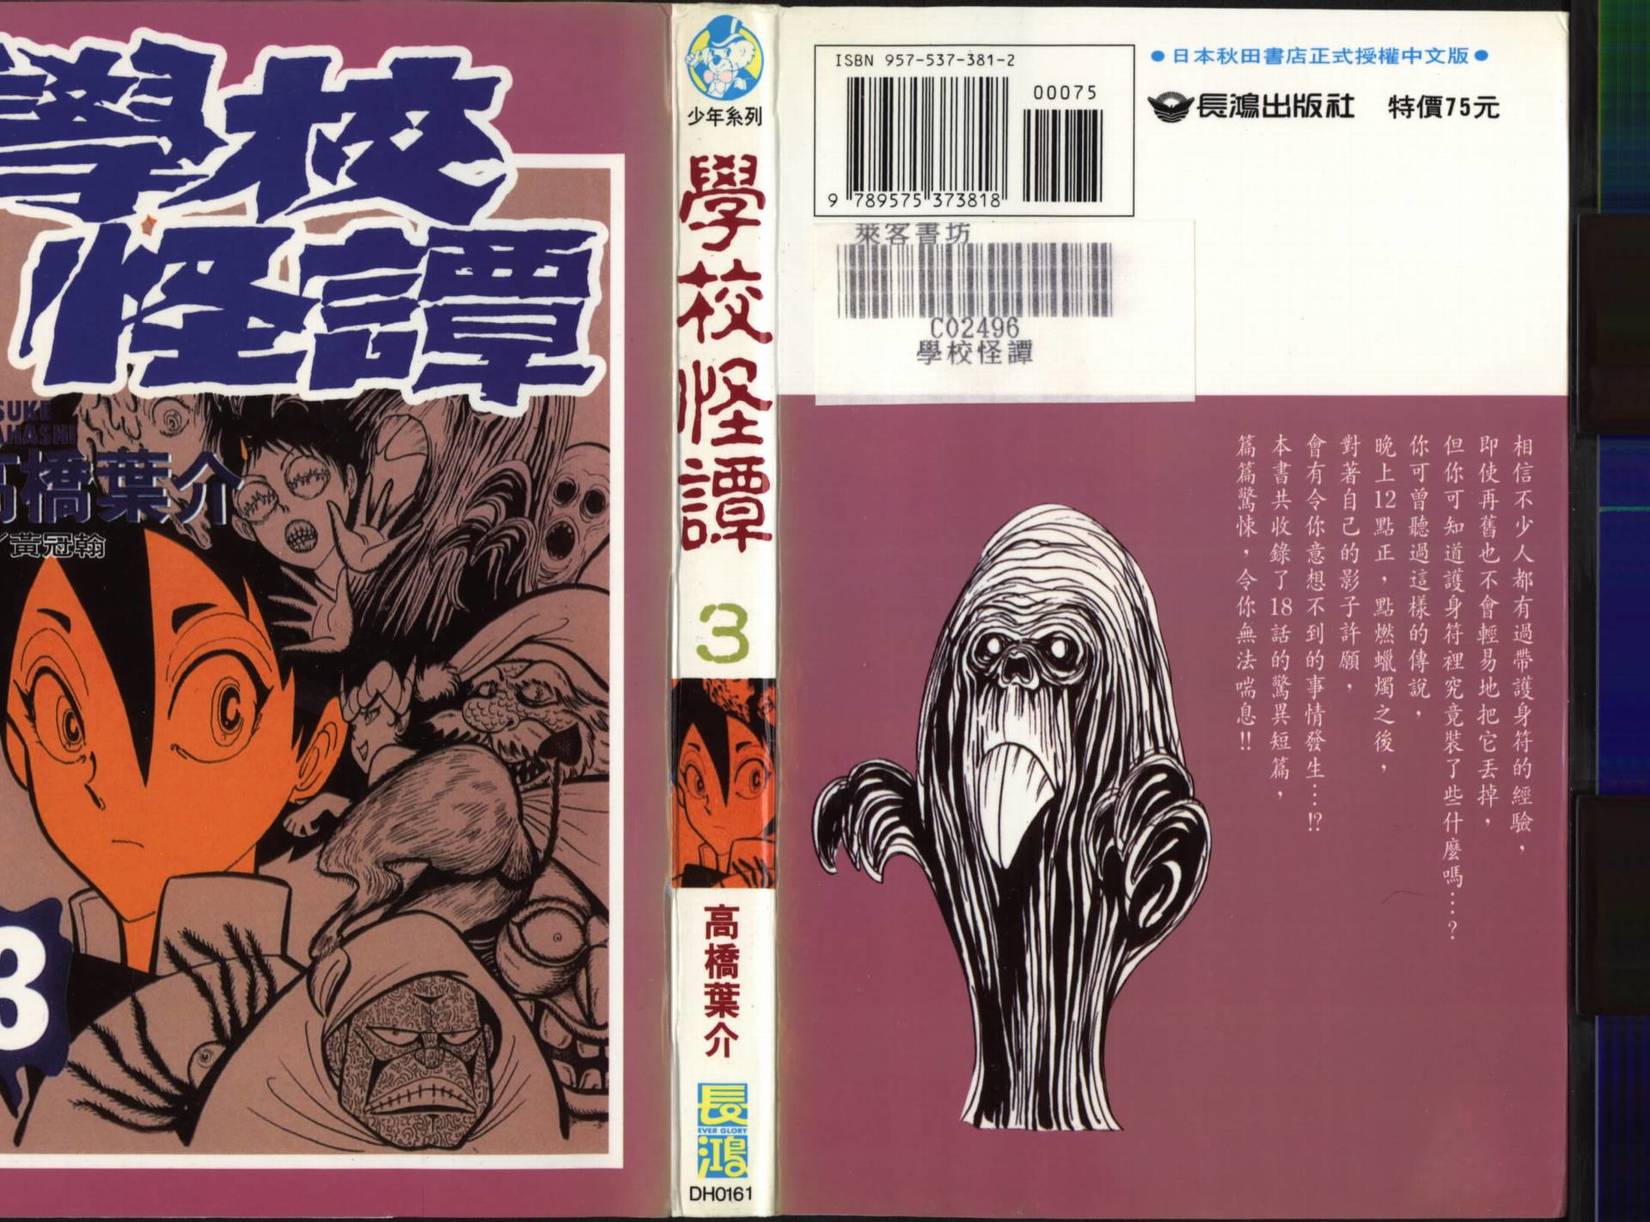 學校
怪譚
SUKE
AHASHI
高橋葉介
黃冠翰
3
少年系列
學校怪譚
3
高橋葉介
長鴻
EVER GLORY
DH0161
ISBN 957-537-381-2
00075
9 789575 373818
●日本秋田書店正式授權中文版●
長鴻出版社 特價75元
萊客書坊
C02496
學校怪譚
相信不少人都有過帶護身符的經驗，
即使再舊也不會輕易地把它丟掉，
但你可知道護身符裡究竟裝了些什麼嗎…?
你可曾聽過這樣的傳說，
晚上12點正，點燃蠟燭之後，
對著自己的影子許願，
會有令你意想不到的事情發生…!?
本書共收錄了18話的驚異短篇，
篇篇驚悚，令你無法喘息!!